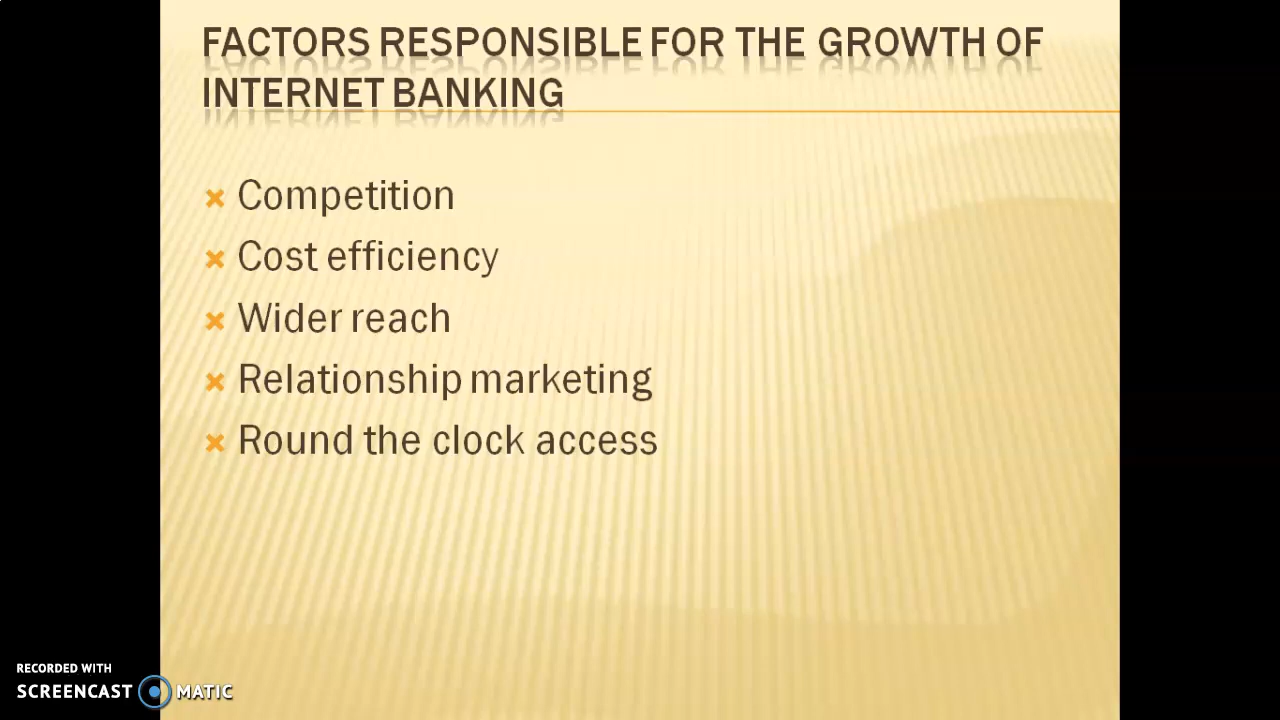 FACTORS RESPONSIBLE FOR THE GROWTH OF
INTERNET BANKING
Competition
Cost efficiency
Wider reach
Relationship marketing
Round the clock access
RECORDED WITH
SCREENCAST MATIC